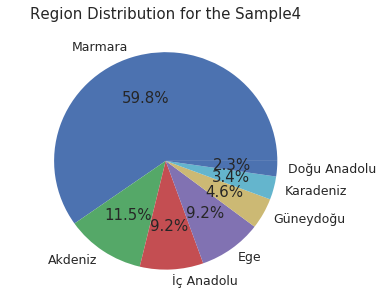 Region Distribution for the Sample4
Marmara
59.8%
2.3%
Doğu Anadolu
3.4%
Karadeniz
4.6%
Güneydoğu
11.5%
9.2%
9.2%
Akdeniz
Ege
İç Anadolu